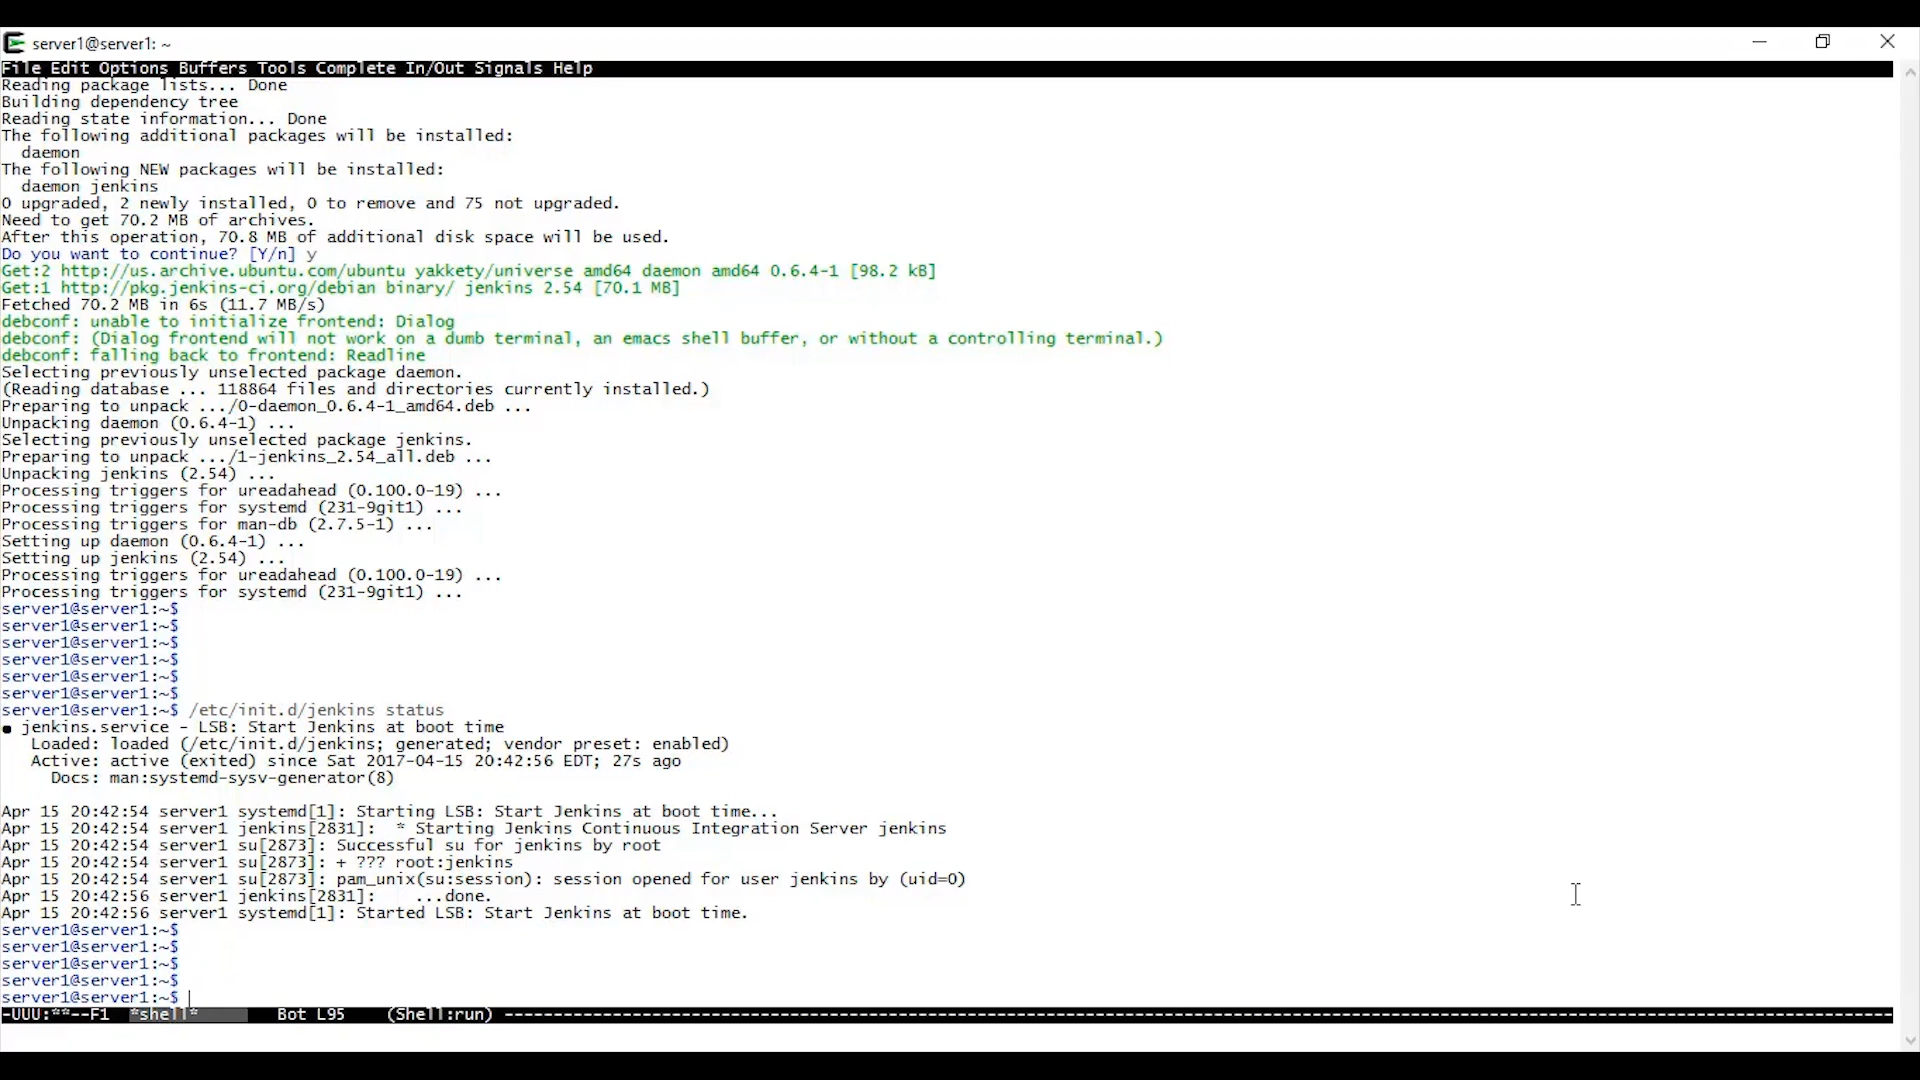 server1@server1: ~
File Edit Options Buffers Tools Complete In/Out Signals Help
Reading package lists... Done
Building dependency tree
Reading state information... Done
The following additional packages will be installed:
  daemon
The following NEW packages will be installed:
  daemon jenkins
0 upgraded, 2 newly installed, 0 to remove and 75 not upgraded.
Need to get 70.2 MB of archives.
After this operation, 70.8 MB of additional disk space will be used.
Do you want to continue? [Y/n] y
Get:2 http://us.archive.ubuntu.com/ubuntu yakkety/universe amd64 daemon amd64 0.6.4-1 [98.2 kB]
Get:1 http://pkg.jenkins-ci.org/debian binary/ jenkins 2.54 [70.1 MB]
Fetched 70.2 MB in 6s (11.7 MB/s)
debconf: unable to initialize frontend: Dialog
debconf: (Dialog frontend will not work on a dumb terminal, an emacs shell buffer, or without a controlling terminal.)
debconf: falling back to frontend: Readline
Selecting previously unselected package daemon.
(Reading database ... 118864 files and directories currently installed.)
Preparing to unpack .../0-daemon_0.6.4-1_amd64.deb ...
Unpacking daemon (0.6.4-1) ...
Selecting previously unselected package jenkins.
Preparing to unpack .../1-jenkins_2.54_all.deb ...
Unpacking jenkins (2.54) ...
Processing triggers for ureadahead (0.100.0-19) ...
Processing triggers for systemd (231-9git1) ...
Processing triggers for man-db (2.7.5-1) ...
Setting up daemon (0.6.4-1) ...
Setting up jenkins (2.54) ...
Processing triggers for ureadahead (0.100.0-19) ...
Processing triggers for systemd (231-9git1) ...
server1@server1:~$
server1@server1:~$
server1@server1:~$
server1@server1:~$
server1@server1:~$
server1@server1:~$
server1@server1:~$ /etc/init.d/jenkins status
● jenkins.service - LSB: Start Jenkins at boot time
   Loaded: loaded (/etc/init.d/jenkins; generated; vendor preset: enabled)
   Active: active (exited) since Sat 2017-04-15 20:42:56 EDT; 27s ago
     Docs: man:systemd-sysv-generator(8)
Apr 15 20:42:54 server1 systemd[1]: Starting LSB: Start Jenkins at boot time...
Apr 15 20:42:54 server1 jenkins[2831]:  * Starting Jenkins Continuous Integration Server jenkins
Apr 15 20:42:54 server1 su[2873]: Successful su for jenkins by root
Apr 15 20:42:54 server1 su[2873]: + ??? root:jenkins
Apr 15 20:42:54 server1 su[2873]: pam_unix(su:session): session opened for user jenkins by (uid=0)
Apr 15 20:42:56 server1 jenkins[2831]:    ...done.
Apr 15 20:42:56 server1 systemd[1]: Started LSB: Start Jenkins at boot time.
server1@server1:~$
server1@server1:~$
server1@server1:~$
server1@server1:~$
server1@server1:~$
-UUU:**--F1  *shell*        Bot L95    (Shell:run) ----------------------------------------